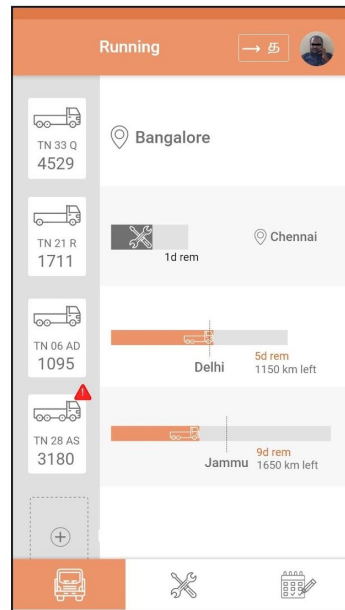 Running
→ த
TN 33 Q
4529
Bangalore
TN 21 R
1711
1d rem
Chennai
TN 06 AD
1095
Delhi
5d rem
1150 km left
TN 28 AS
3180
Jammu
9d rem
1650 km left